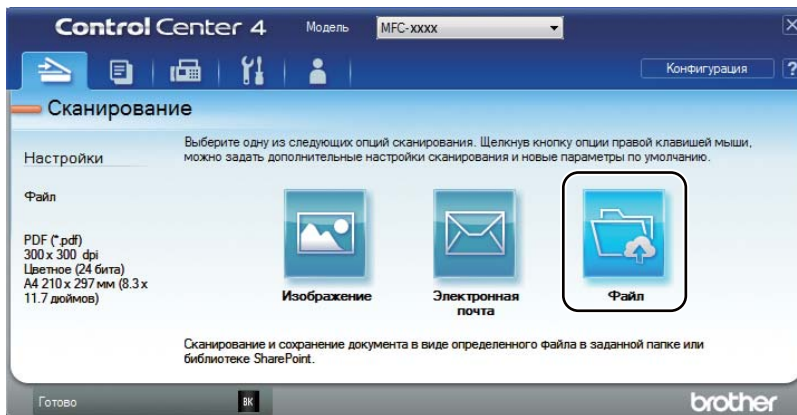 Control Center 4
Модель
MFC-xxxx
Конфигурация
?
Сканирование
Настройки
Файл
PDF (*.pdf)
300 x 300 dpi
Цветное (24 бита)
A4 210 x 297 мм (8.3 x
11.7 дюймов)
Выберите одну из следующих опций сканирования. Щелкнув кнопку опции правой клавишей мыши,
можно задать дополнительные настройки сканирования и новые параметры по умолчанию.
Изображение
Электронная
почта
Файл
Сканирование и сохранение документа в виде определенного файла в заданной папке или
библиотеке SharePoint.
Готово
BK
brother